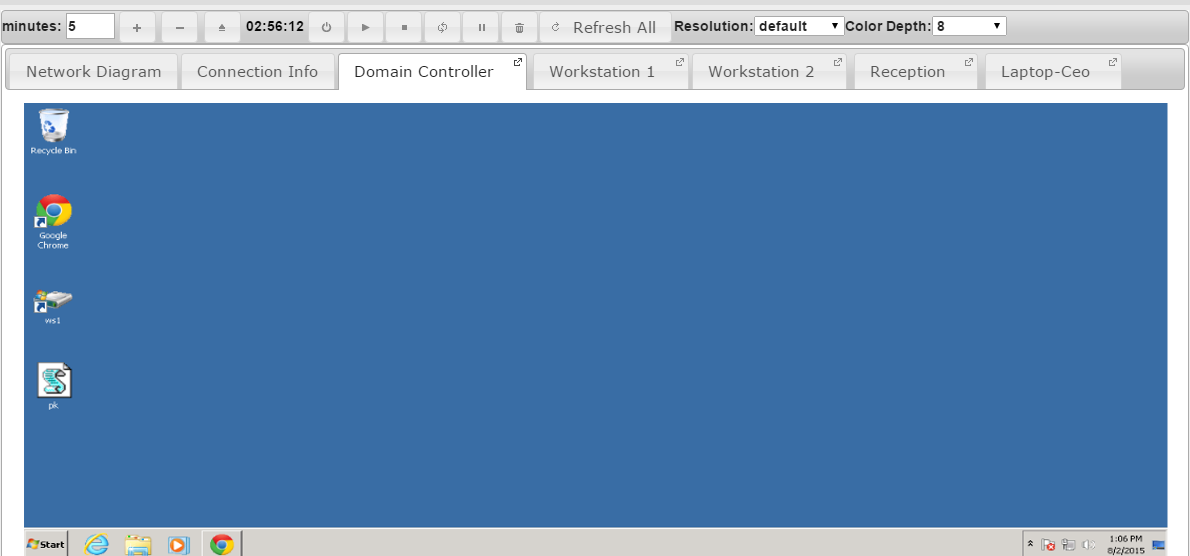 minutes: 5 02:56:12 Refresh All Resolution: default Color Depth: 8
Network Diagram Connection Info Domain Controller Workstation 1 Workstation 2 Reception Laptop-Ceo
Recycle Bin
Google
Chrome
ws1
pk
Start
1:06 PM
8/2/2015